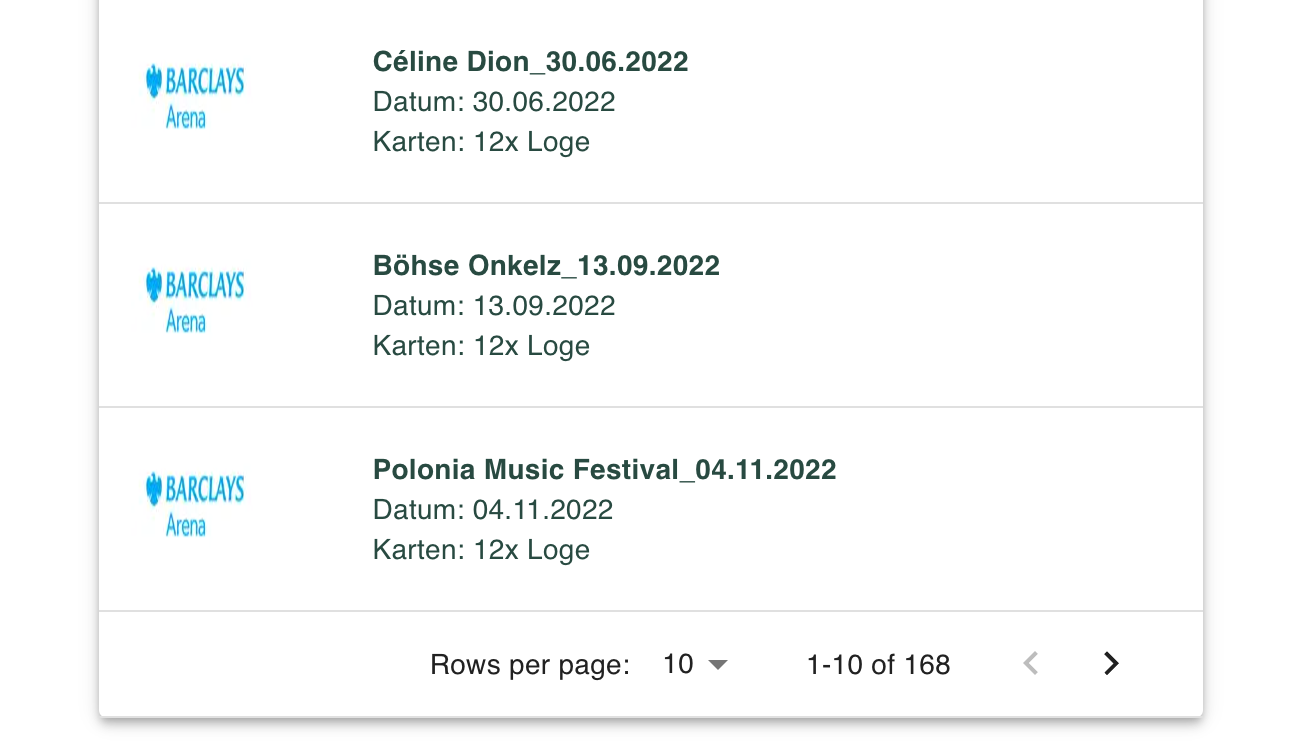 BARCLAYS
Arena
Céline Dion_30.06.2022
Datum: 30.06.2022
Karten: 12x Loge
BARCLAYS
Arena
Böhse Onkelz_13.09.2022
Datum: 13.09.2022
Karten: 12x Loge
BARCLAYS
Arena
Polonia Music Festival_04.11.2022
Datum: 04.11.2022
Karten: 12x Loge
Rows per page: 10 1-10 of 168